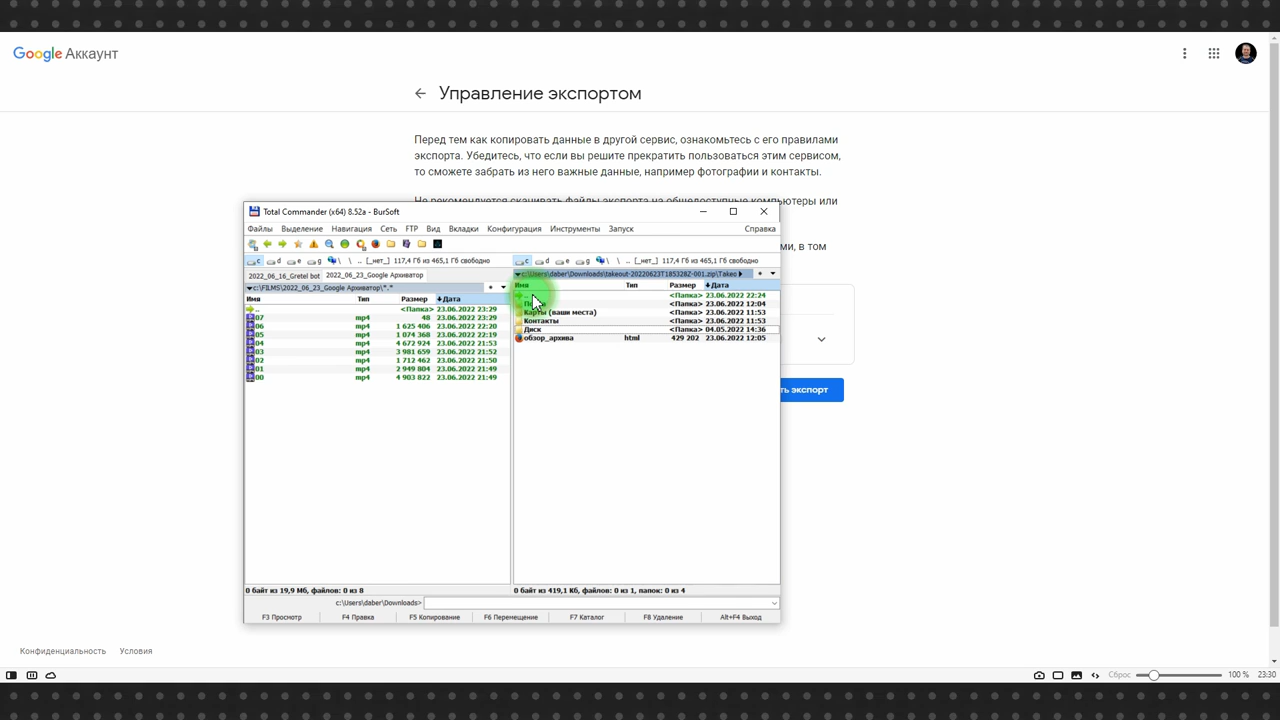 Google Аккаунт
Управление экспортом
Перед тем как копировать данные в другой сервис, ознакомьтесь с его правилами
экспорта. Убедитесь, что если вы решите прекратить пользоваться этим сервисом,
то сможете забрать из него важные данные, например фотографии и контакты.
Не рекомендуется скачивать файлы экспорта на общедоступные компьютеры или
ми, в том
ть экспорт
Total Commander (x64) 8.52a - BurSoft
Файлы Выделение Навигация Сеть FTP Вид Вкладки Конфигурация Инструменты Запуск Справка
c d e g \ .. [_нет_] 117,4 Гб из 465,1 Гб свободно
c d e g \ .. [_нет_] 117,4 Гб из 465,1 Гб свободно
2022_06_16_Gretel bot 2022_06_23_Google Архиватор
c:\FILMS\2022_06_23_Google Архиватор\*.*
Имя Тип Размер Дата
.. <Папка> 23.06.2022 23:29
07 mp4 48 23.06.2022 23:29
06 mp4 1 625 406 23.06.2022 22:20
05 mp4 1 074 368 23.06.2022 22:19
04 mp4 4 672 924 23.06.2022 21:53
03 mp4 3 981 659 23.06.2022 21:52
02 mp4 1 712 462 23.06.2022 21:50
01 mp4 2 949 804 23.06.2022 21:49
00 mp4 4 903 822 23.06.2022 21:49
c:\Users\daber\Downloads\takeout-20220623T185328Z-001.zip\Takeo
Имя Тип Размер Дата
.. <Папка> 23.06.2022 22:24
<Папка> 23.06.2022 12:04
Карты (ваши места) <Папка> 23.06.2022 11:53
Контакты <Папка> 23.06.2022 11:53
Диск <Папка> 04.05.2022 14:36
обзор_архива html 429 202 23.06.2022 12:05
0 байт из 19,9 Мб, файлов: 0 из 8
0 байт из 419,1 Кб, файлов: 0 из 1, папок: 0 из 4
c:\Users\daber\Downloads>
F3 Просмотр F4 Правка F5 Копирование F6 Перемещение F7 Каталог F8 Удаление Alt+F4 Выход
Конфиденциальность Условия
Сброс 100 % 23:30